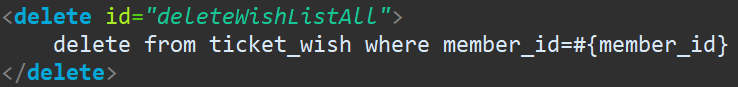 <delete id="deleteWishListAll">
    delete from ticket_wish where member_id=#{member_id}
</delete>